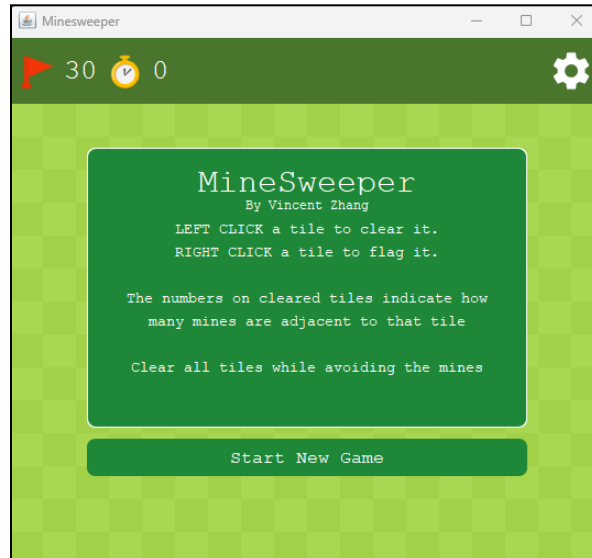 Minesweeper
30 0
MineSweeper
By Vincent Zhang
LEFT CLICK a tile to clear it.
RIGHT CLICK a tile to flag it.
The numbers on cleared tiles indicate how
many mines are adjacent to that tile
Clear all tiles while avoiding the mines
Start New Game